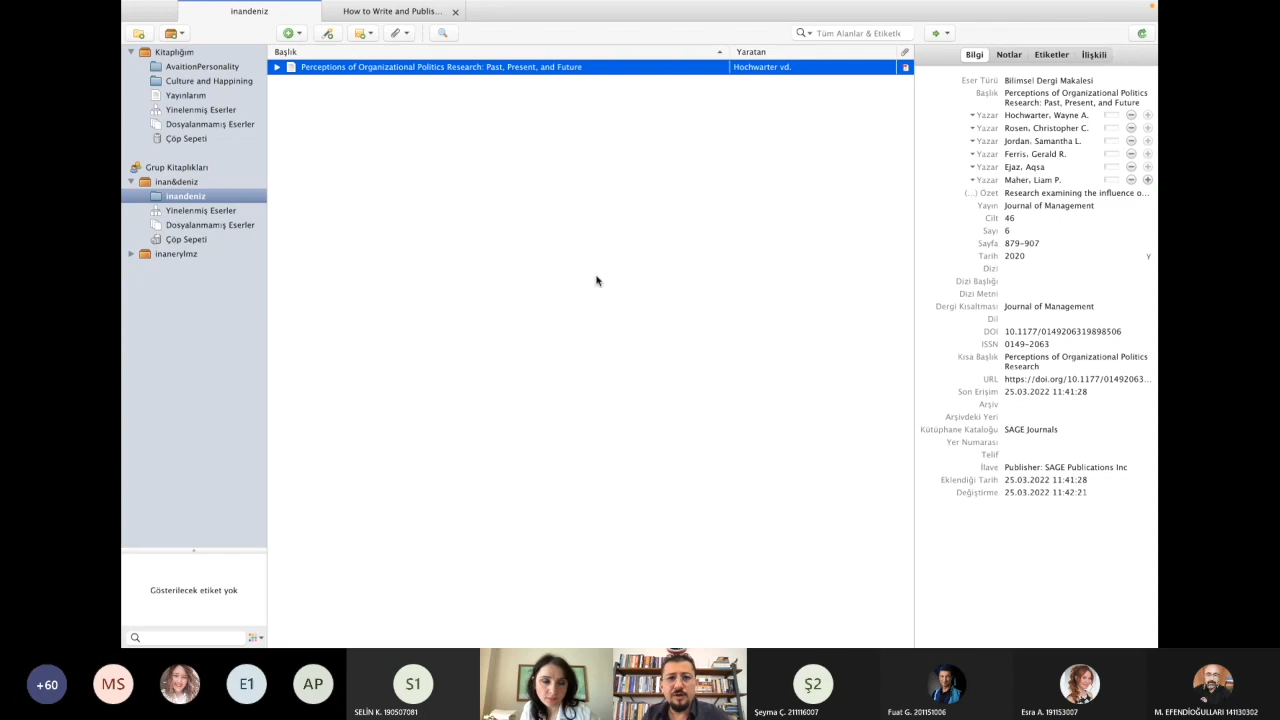 inandeniz
How to Write and Publis...
Tüm Alanlar & Etiketle
Kitaplığım
AvaitionPersonality
Culture and Happining
Yayınlarım
Yinelenmiş Eserler
Dosyalanmamış Eserler
Çöp Sepeti
Grup Kitaplıkları
inan&deniz
inandeniz
Yinelenmiş Eserler
Dosyalanmamış Eserler
Çöp Sepeti
inanerylmz
Gösterilecek etiket yok
Başlık Yaratan
Perceptions of Organizational Politics Research: Past, Present, and Future Hochwarter vd.
Bilgi Notlar Etiketler İlişkili
Eser Türü Bilimsel Dergi Makalesi
Başlık Perceptions of Organizational Politics
Research: Past, Present, and Future
Yazar Hochwarter, Wayne A.
Yazar Rosen, Christopher C.
Yazar Jordan, Samantha L.
Yazar Ferris, Gerald R.
Yazar Ejaz, Aqsa
Yazar Maher, Liam P.
(...) Özet Research examining the influence o...
Yayın Journal of Management
Cilt 46
Sayı 6
Sayfa 879-907
Tarih 2020 y
Dizi
Dizi Başlığı
Dizi Metni
Dergi Kısaltması Journal of Management
Dil
DOI 10.1177/0149206319898506
ISSN 0149-2063
Kısa Başlık Perceptions of Organizational Politics
Research
URL https://doi.org/10.1177/01492063...
Son Erişim 25.03.2022 11:41:28
Arşiv
Arşivdeki Yeri
Kütüphane Kataloğu SAGE Journals
Yer Numarası
Telif
İlave Publisher: SAGE Publications Inc
Eklendiği Tarih 25.03.2022 11:41:28
Değiştirme 25.03.2022 11:42:21
+60 MS E1 AP S1 Ş2
SELİN K. 190507081 Şeyma Ç. 211116007 Fuat G. 201151006 Esra A. 191153007 M. EFENDİOĞULLARI 141130302